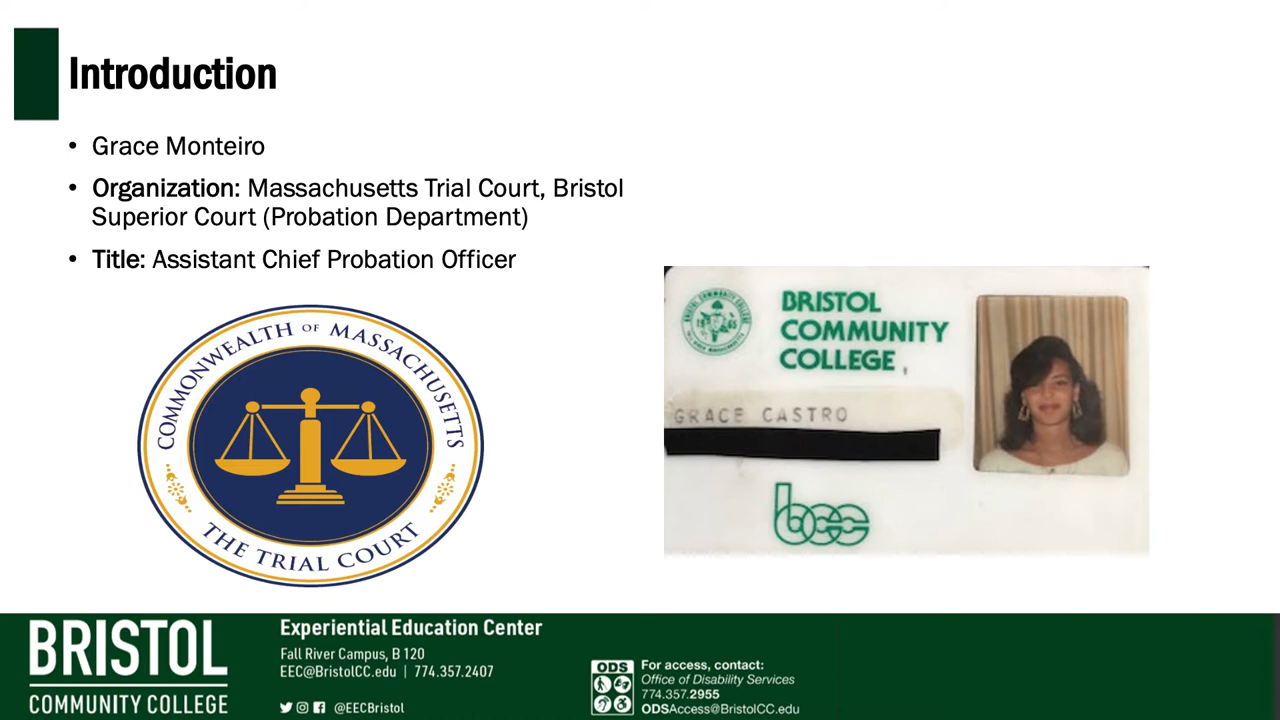 Introduction
• Grace Monteiro
• Organization: Massachusetts Trial Court, Bristol
Superior Court (Probation Department)
• Title: Assistant Chief Probation Officer
COMMONWEALTH OF MASSACHUSETTS
THE TRIAL COURT
1965
BRISTOL
COMMUNITY
COLLEGE
GRACE CASTRO
bcc
BRISTOL
COMMUNITY COLLEGE
Experiential Education Center
Fall River Campus, B 120
EEC@BristolCC.edu | 774.357.2407
@EECBristol
ODS
For access, contact:
Office of Disability Services
774.357.2955
ODSAccess@BristolCC.edu